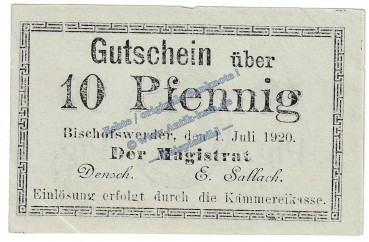 Gutschein über
10 Pfennig
Bischofswerder, den 1. Juli 1920.
Der Magistrat
Densch. E. Sallach.
Einlösung erfolgt durch die Kämmereikasse.